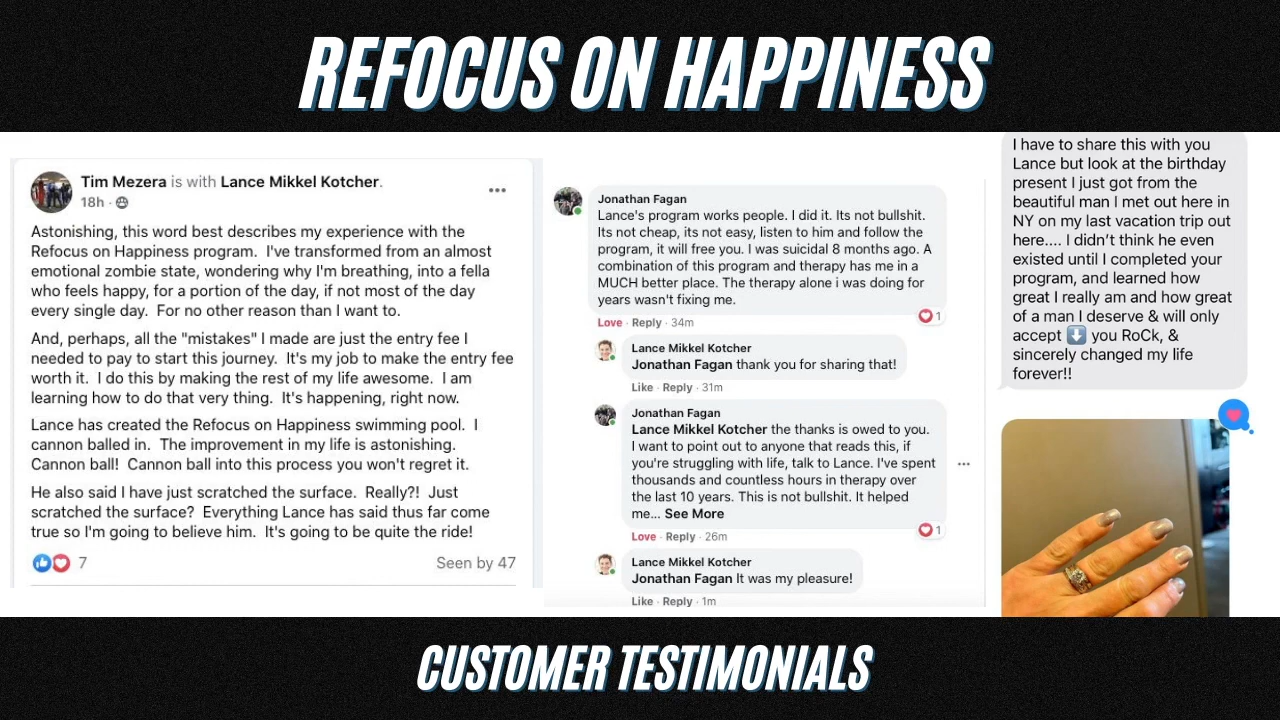 REFOCUS ON HAPPINESS
Tim Mezera is with Lance Mikkel Kotcher.
18h ·
Astonishing, this word best describes my experience with the
Refocus on Happiness program. I've transformed from an almost
emotional zombie state, wondering why I'm breathing, into a fella
who feels happy, for a portion of the day, if not most of the day
every single day. For no other reason than I want to.
And, perhaps, all the "mistakes" I made are just the entry fee I
needed to pay to start this journey. It's my job to make the entry fee
worth it. I do this by making the rest of my life awesome. I am
learning how to do that very thing. It's happening, right now.
Lance has created the Refocus on Happiness swimming pool. I
cannon balled in. The improvement in my life is astonishing.
Cannon ball! Cannon ball into this process you won't regret it.
He also said I have just scratched the surface. Really?! Just
scratched the surface? Everything Lance has said thus far come
true so I'm going to believe him. It's going to be quite the ride!
7 Seen by 47
Jonathan Fagan
Lance's program works people. I did it. Its not bullshit.
Its not cheap, its not easy, listen to him and follow the
program, it will free you. I was suicidal 8 months ago. A
combination of this program and therapy has me in a
MUCH better place. The therapy alone i was doing for
years wasn't fixing me.
1
Love · Reply · 34m
Lance Mikkel Kotcher
Jonathan Fagan thank you for sharing that!
Like · Reply · 31m
Jonathan Fagan
Lance Mikkel Kotcher the thanks is owed to you.
I want to point out to anyone that reads this, if
you're struggling with life, talk to Lance. I've spent
thousands and countless hours in therapy over
the last 10 years. This is not bullshit. It helped
me... See More
1
Love · Reply · 26m
Lance Mikkel Kotcher
Jonathan Fagan It was my pleasure!
Like · Reply · 1m
I have to share this with you
Lance but look at the birthday
present I just got from the
beautiful man I met out here in
NY on my last vacation trip out
here.... I didn't think he even
existed until I completed your
program, and learned how
great I really am and how great
of a man I deserve & will only
accept ⬇️ you RoCk, &
sincerely changed my life
forever!!
CUSTOMER TESTIMONIALS